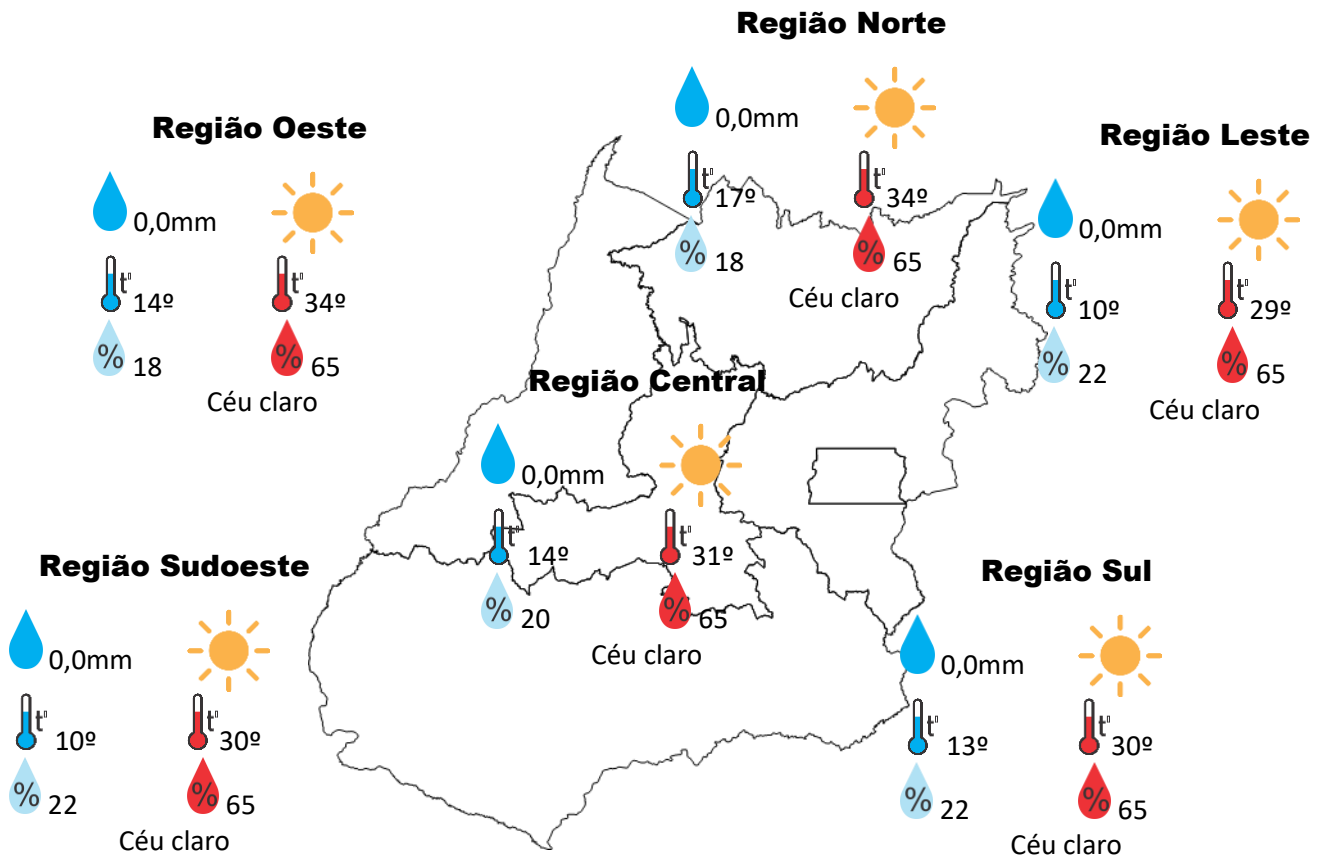 Região Norte
0,0mm
t° 17º
t° 34º
% 18
% 65
Céu claro
Região Oeste
0,0mm
t° 14º
t° 34º
% 18
% 65
Céu claro
Região Leste
0,0mm
t° 10º
t° 29º
% 22
% 65
Céu claro
Região Central
0,0mm
t° 14º
t° 31º
% 20
% 65
Céu claro
Região Sudoeste
0,0mm
t° 10º
t° 30º
% 22
% 65
Céu claro
Região Sul
0,0mm
t° 13º
t° 30º
% 22
% 65
Céu claro